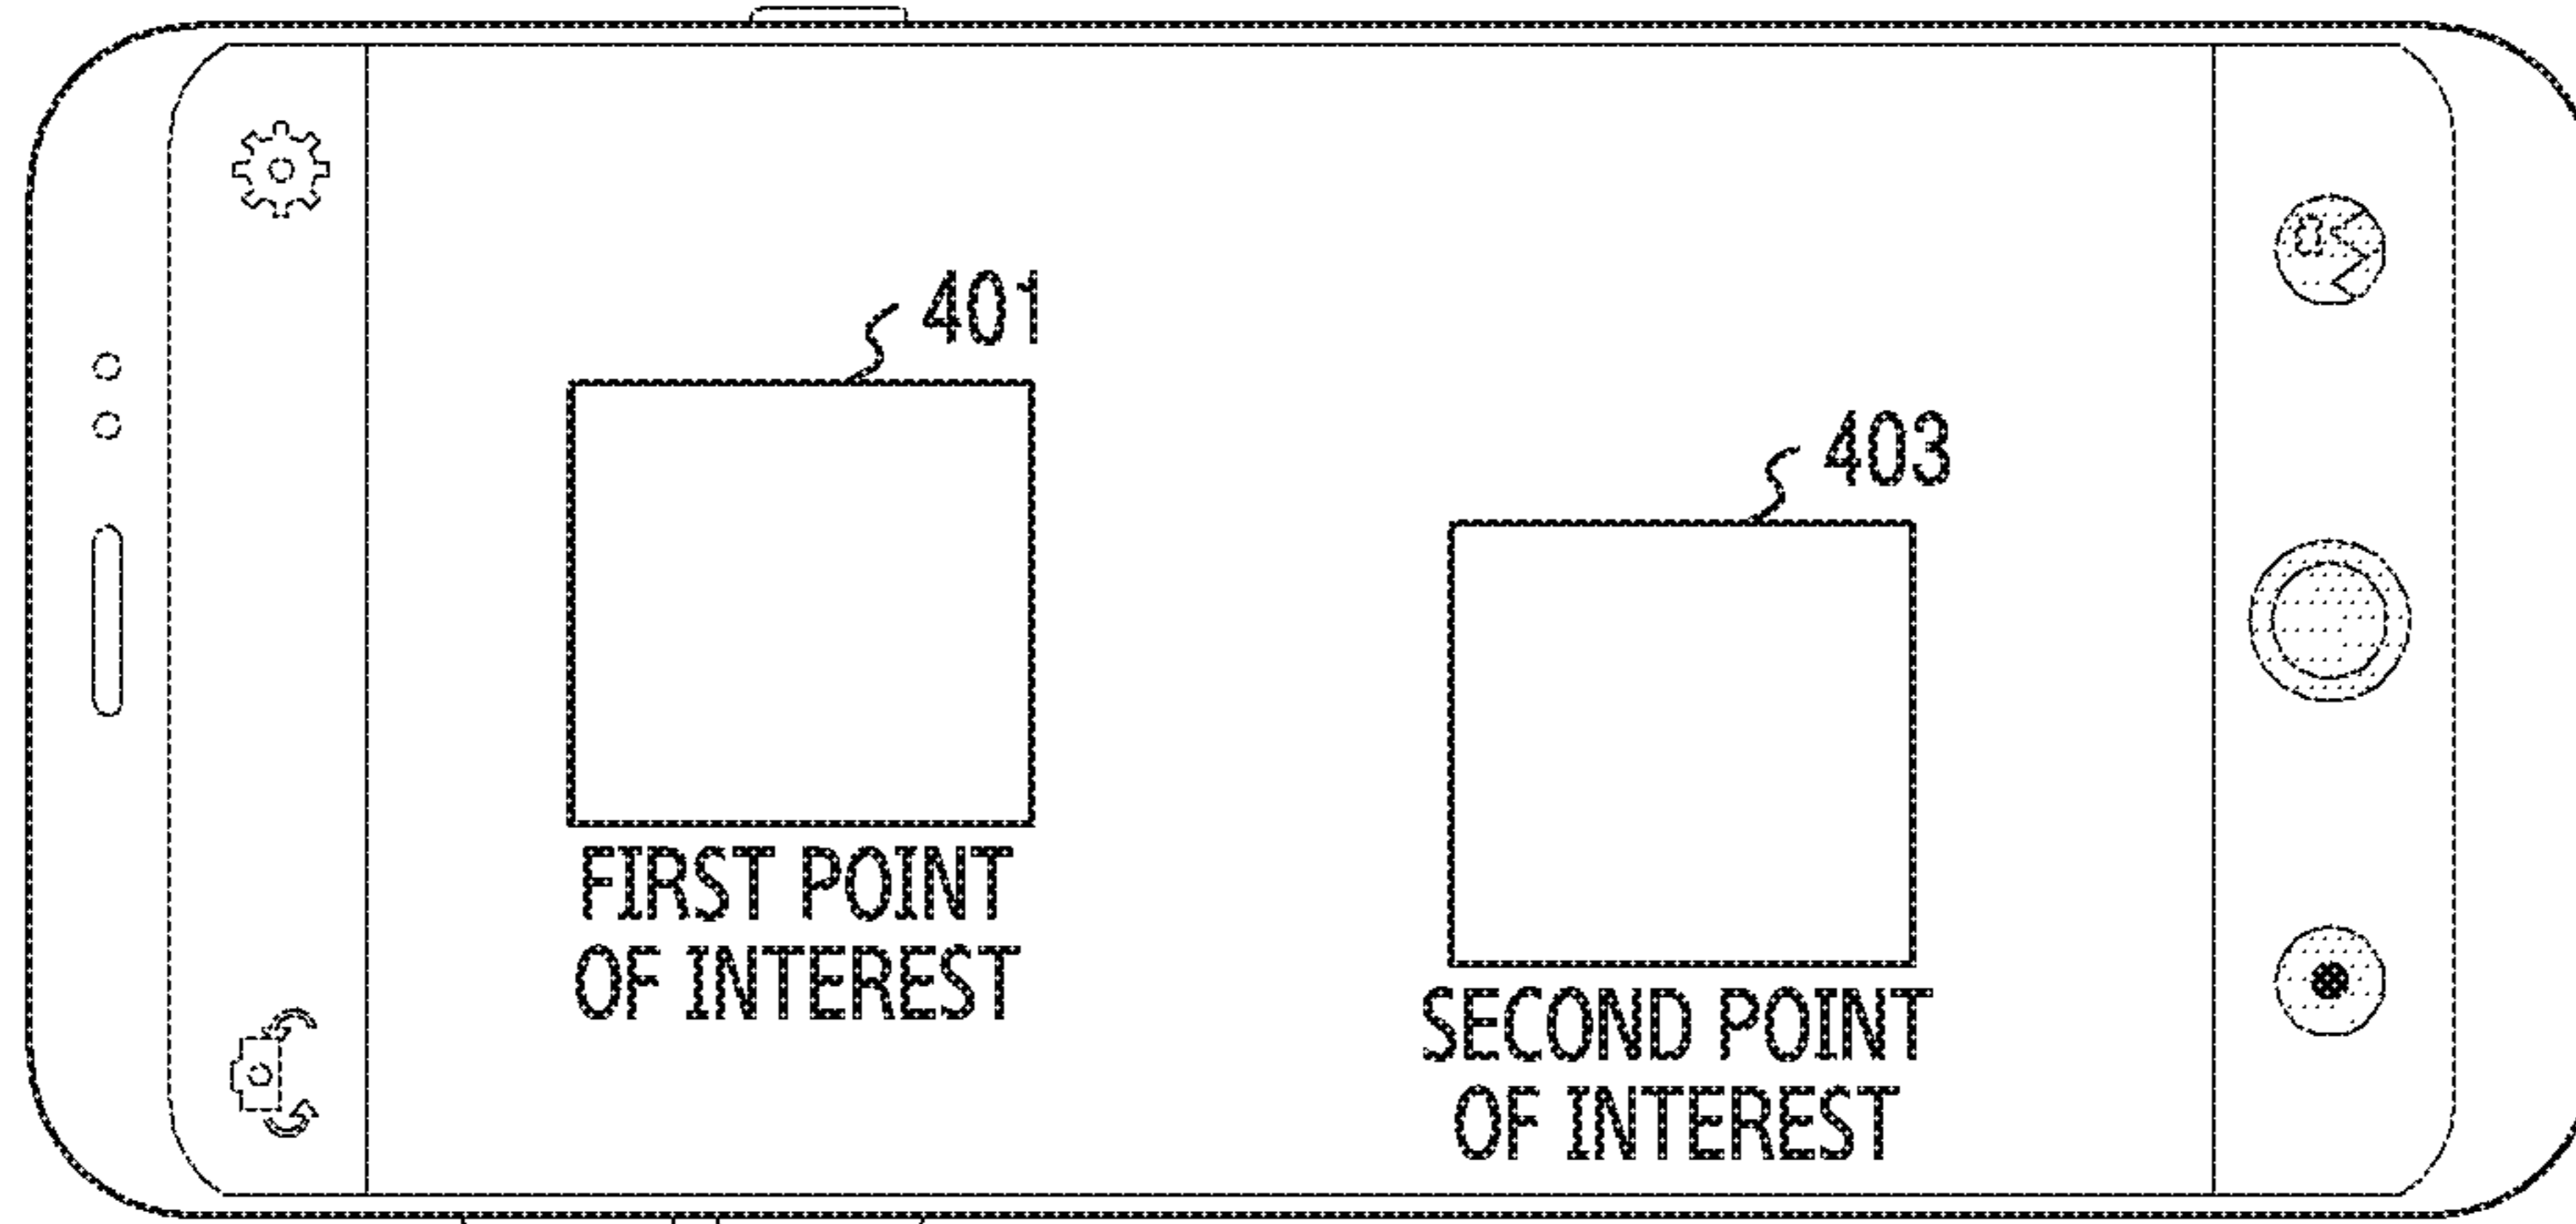 401
FIRST POINT
OF INTEREST
403
SECOND POINT
OF INTEREST